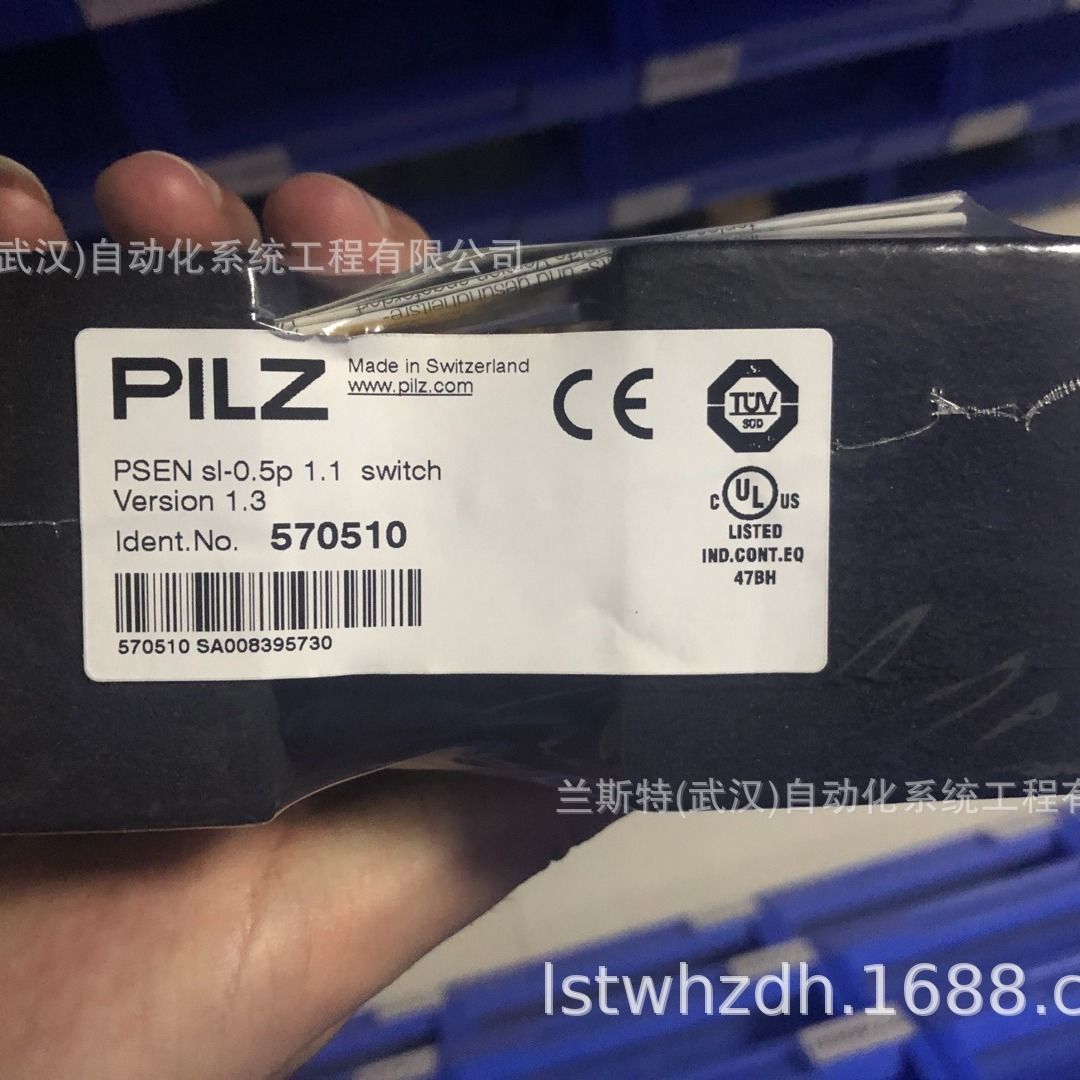 武汉)自动化系统工程有限公司
und gesundheitsre-
PILZ
Made in Switzerland
www.pilz.com
CE
TÜV
SÜD
PSEN sl-0.5p 1.1 switch
Version 1.3
Ident.No. 570510
C UL US
LISTED
IND.CONT.EQ
47BH
570510 SA008395730
兰斯特(武汉)自动化系统工程有
lstwhzdh.1688.c